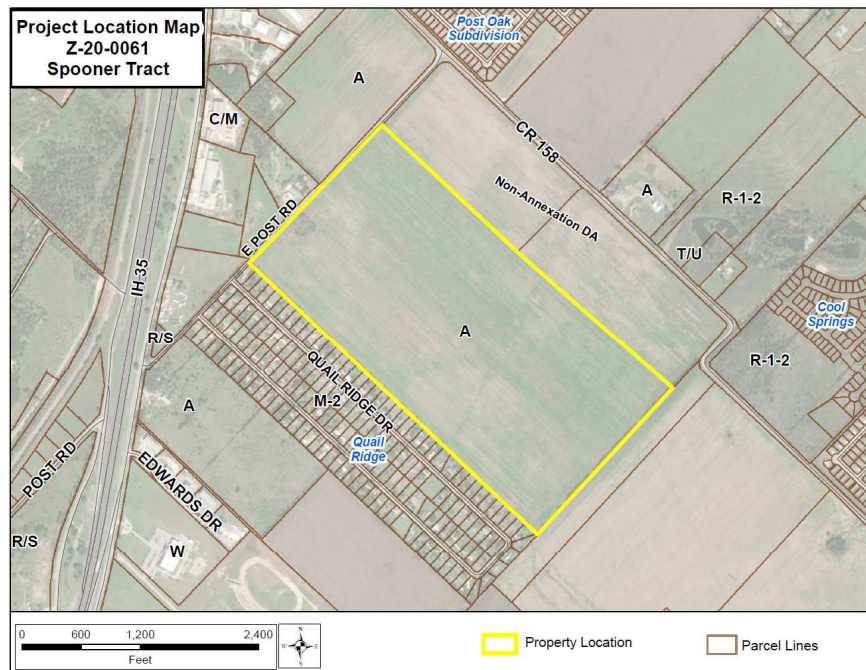 Project Location Map
Z-20-0061
Spooner Tract
Post Oak
Subdivision
A
C/M
CR 158
A
R-1-2
Non-Annexation DA
E POST RD
T/U
IH 35
Cool
Springs
A
R/S
R-1-2
QUAIL RIDGE DR
M-2
A
Quail
Ridge
POST RD
EDWARDS DR
R/S
W
0 600 1,200 2,400
Feet
N
W E
S
Property Location
Parcel Lines